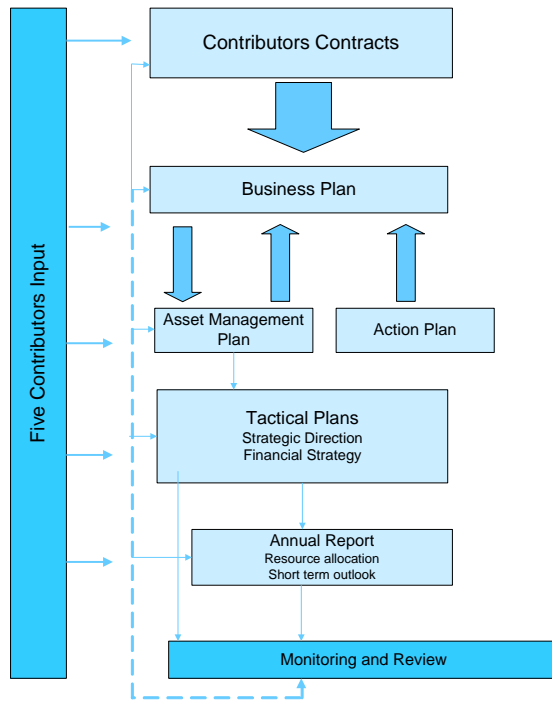 Five Contributors Input
Contributors Contracts
Business Plan
Asset Management
Plan
Action Plan
Tactical Plans
Strategic Direction
Financial Strategy
Annual Report
Resource allocation
Short term outlook
Monitoring and Review